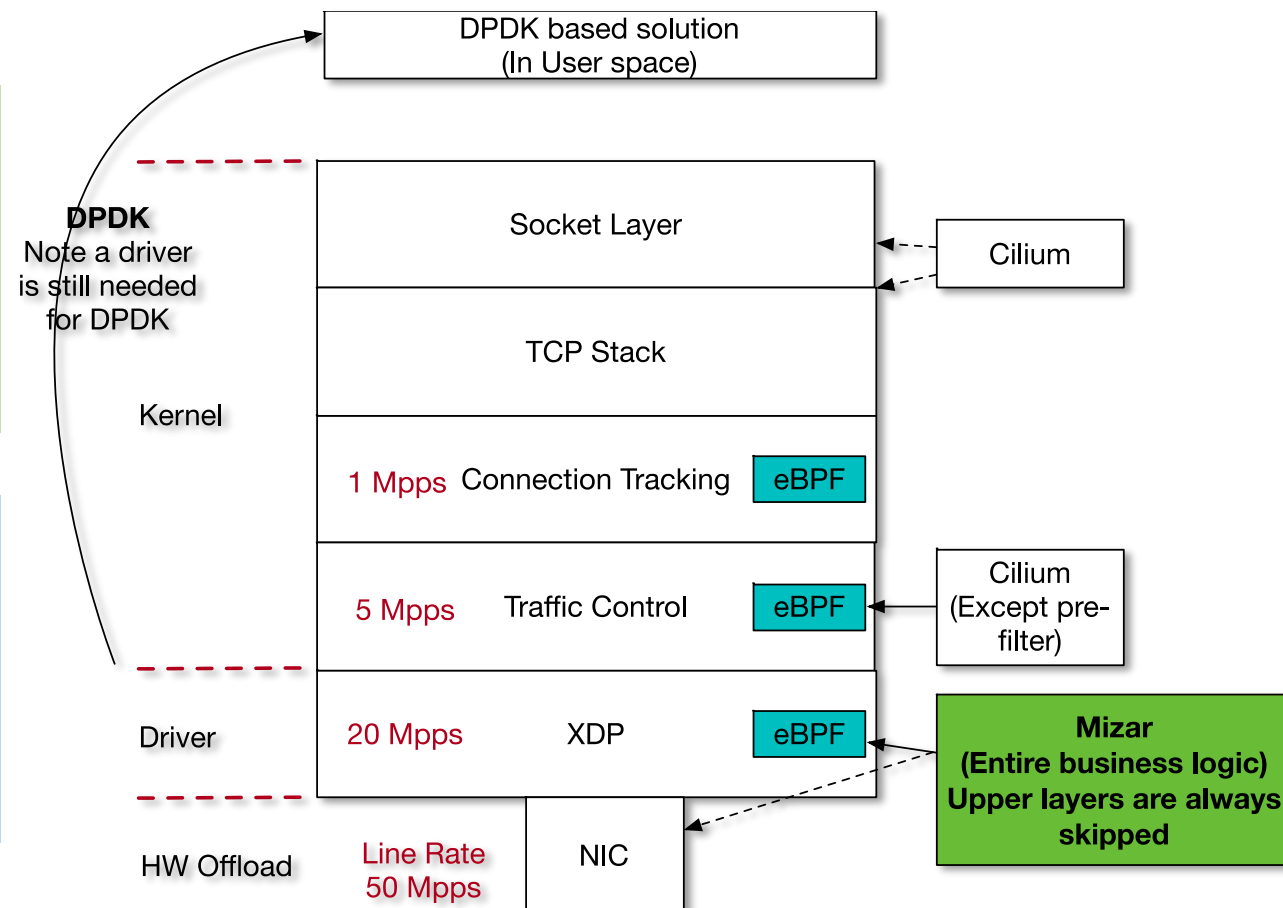 DPDK based solution
(In User space)
DPDK
Note a driver
is still needed
for DPDK
Socket Layer
Cilium
TCP Stack
Kernel
1 Mpps Connection Tracking eBPF
5 Mpps Traffic Control eBPF
Cilium
(Except pre-
filter)
Driver
20 Mpps XDP eBPF
Mizar
(Entire business logic)
Upper layers are always
skipped
HW Offload
Line Rate
50 Mpps
NIC